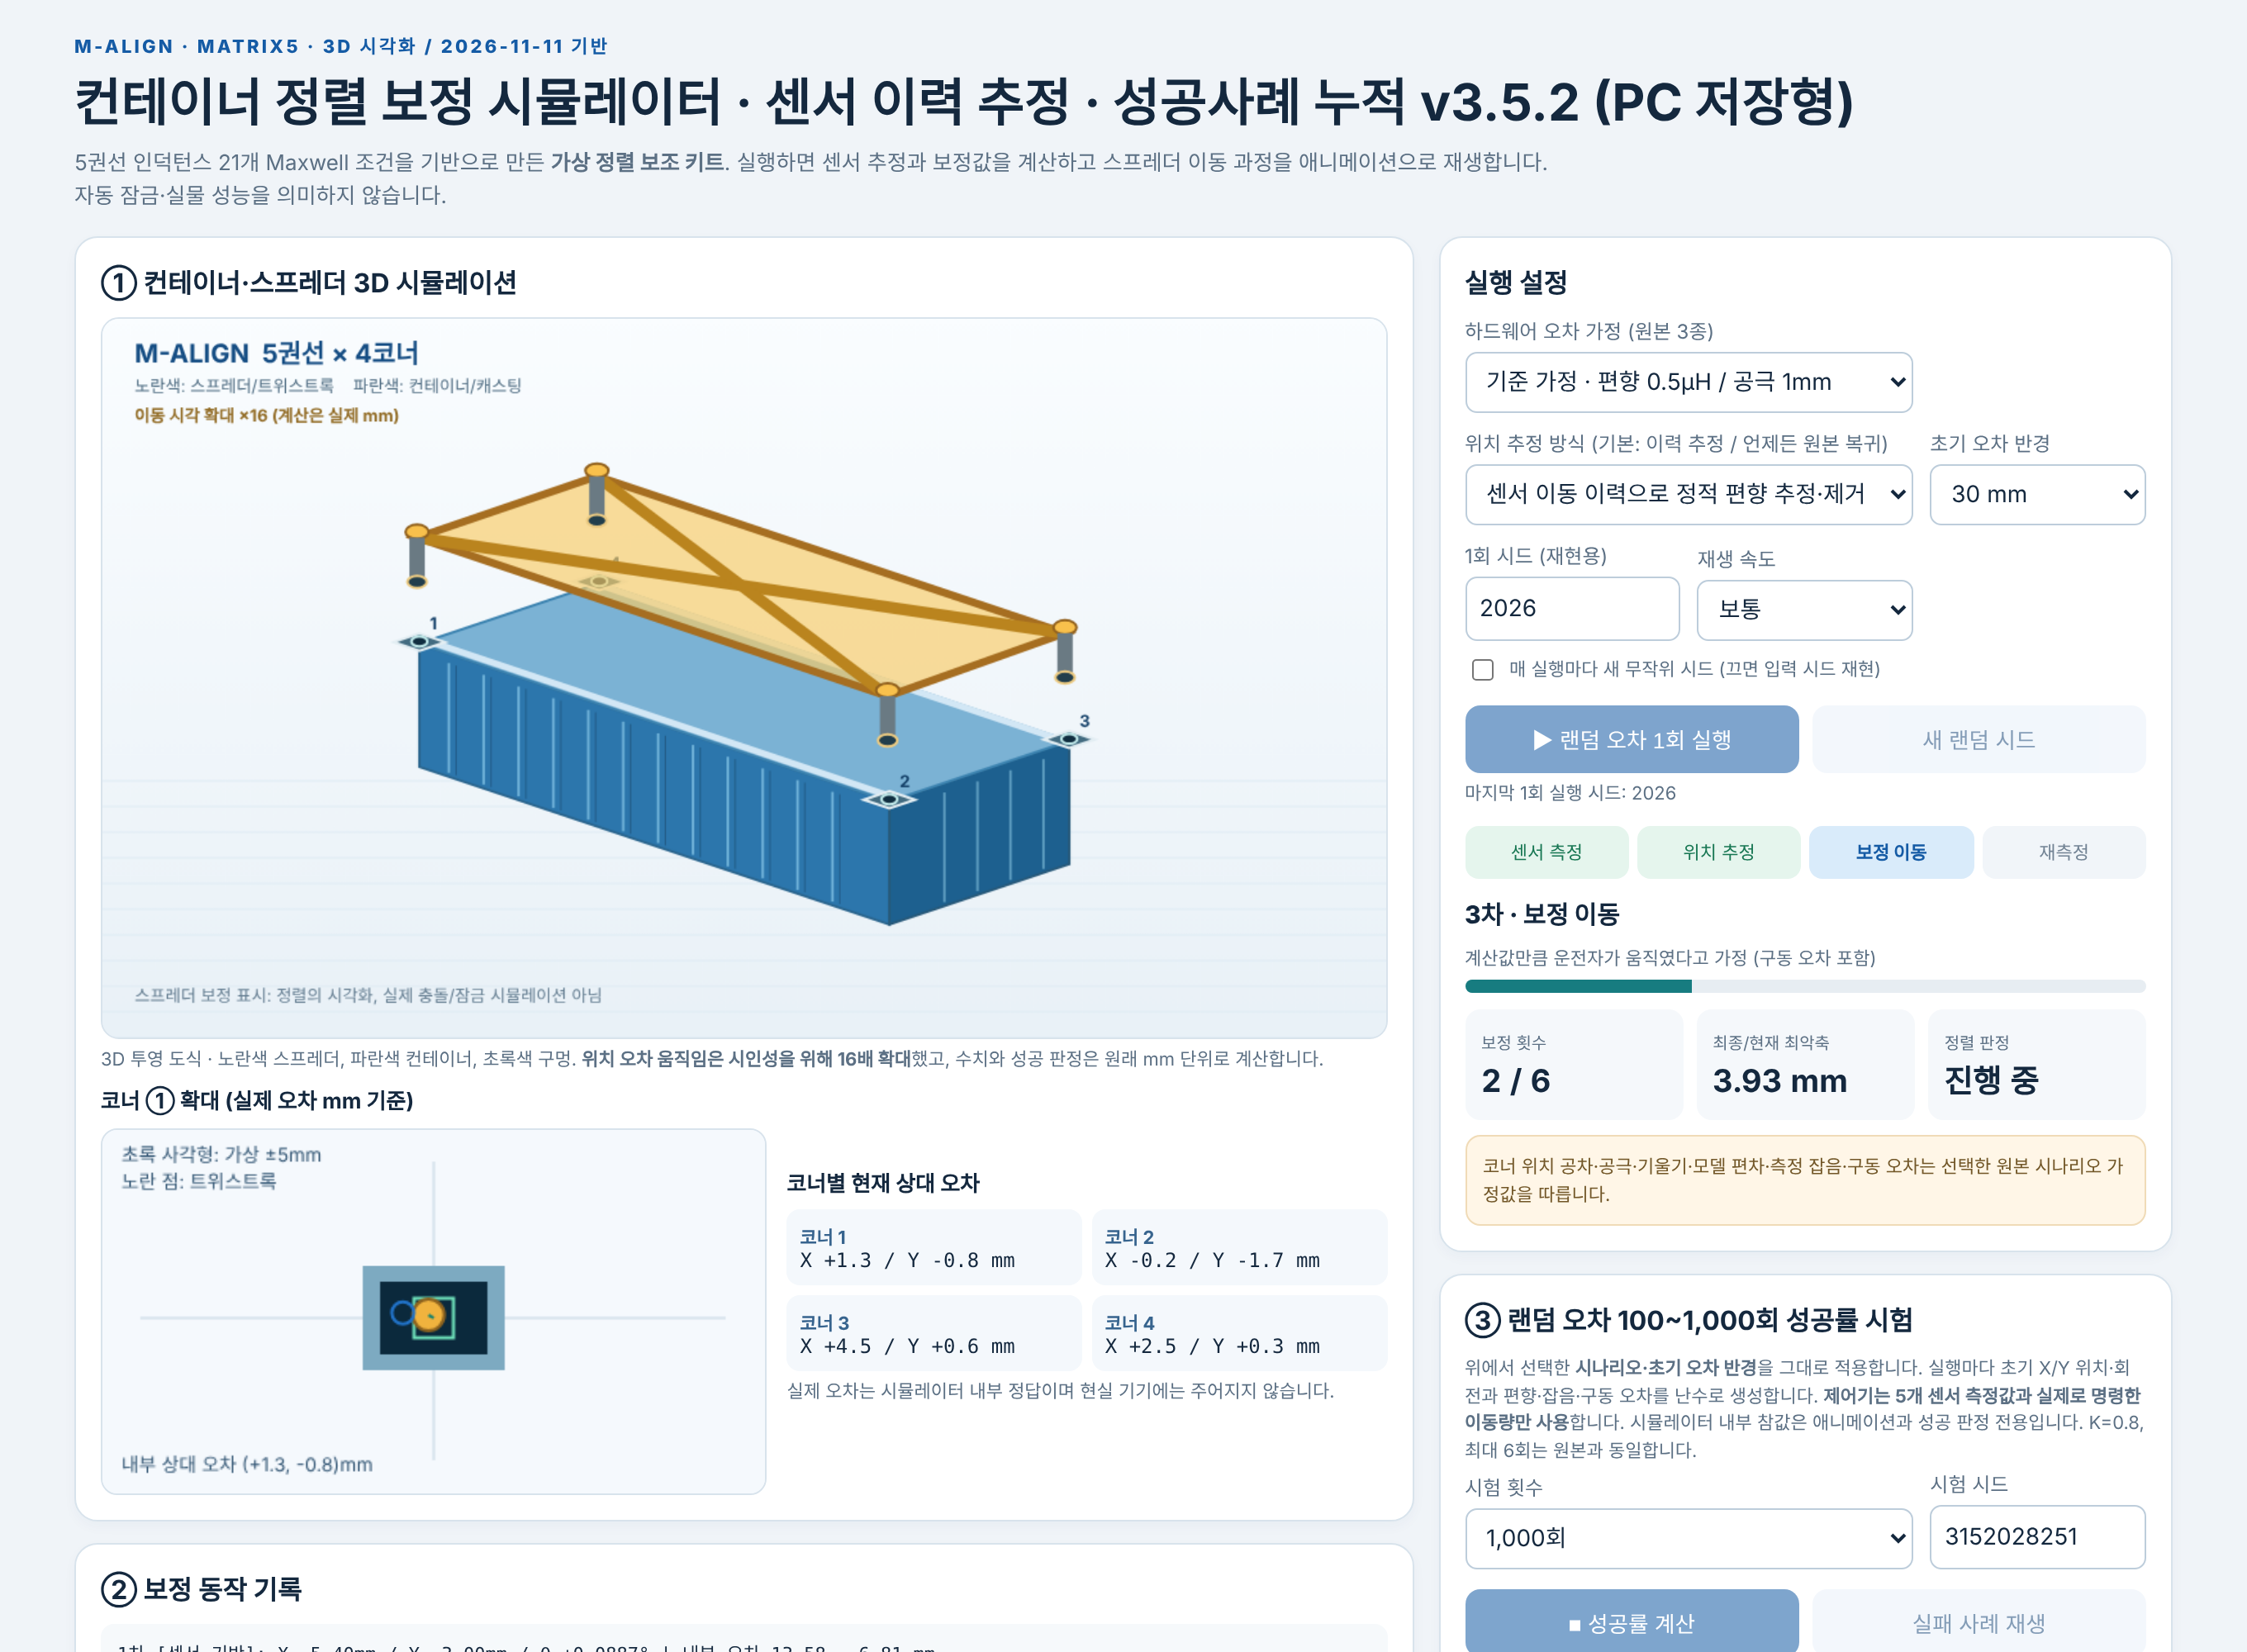 M-ALIGN · MATRIX5 · 3D 시각화 / 2026-11-11 기반
컨테이너 정렬 보정 시뮬레이터 · 센서 이력 추정 · 성공사례 누적 v3.5.2 (PC 저장형)
5권선 인덕턴스 21개 Maxwell 조건을 기반으로 만든 가상 정렬 보조 키트. 실행하면 센서 추정과 보정값을 계산하고 스프레더 이동 과정을 애니메이션으로 재생합니다.
자동 잠금·실물 성능을 의미하지 않습니다.
① 컨테이너·스프레더 3D 시뮬레이션
M-ALIGN 5권선 × 4코너
노란색: 스프레더/트위스트록 파란색: 컨테이너/캐스팅
이동 시각 확대 ×16 (계산은 실제 mm)
4
1
3
2
스프레더 보정 표시: 정렬의 시각화, 실제 충돌/잠금 시뮬레이션 아님
3D 투영 도식 · 노란색 스프레더, 파란색 컨테이너, 초록색 구멍. 위치 오차 움직임은 시인성을 위해 16배 확대했고, 수치와 성공 판정은 원래 mm 단위로 계산합니다.
코너 ① 확대 (실제 오차 mm 기준)
초록 사각형: 가상 ±5mm
노란 점: 트위스트록
내부 상대 오차 (+1.3, -0.8)mm
코너별 현재 상대 오차
코너 1
X +1.3 / Y -0.8 mm
코너 2
X -0.2 / Y -1.7 mm
코너 3
X +4.5 / Y +0.6 mm
코너 4
X +2.5 / Y +0.3 mm
실제 오차는 시뮬레이터 내부 정답이며 현실 기기에는 주어지지 않습니다.
② 보정 동작 기록
실행 설정
하드웨어 오차 가정 (원본 3종)
기준 가정 · 편향 0.5µH / 공극 1mm
위치 추정 방식 (기본: 이력 추정 / 언제든 원본 복귀)
센서 이동 이력으로 정적 편향 추정·제거
초기 오차 반경
30 mm
1회 시드 (재현용)
2026
재생 속도
보통
매 실행마다 새 무작위 시드 (끄면 입력 시드 재현)
▶ 랜덤 오차 1회 실행
새 랜덤 시드
마지막 1회 실행 시드: 2026
센서 측정
위치 추정
보정 이동
재측정
3차 · 보정 이동
계산값만큼 운전자가 움직였다고 가정 (구동 오차 포함)
보정 횟수
2 / 6
최종/현재 최악축
3.93 mm
정렬 판정
진행 중
코너 위치 공차·공극·기울기·모델 편차·측정 잡음·구동 오차는 선택한 원본 시나리오 가
정값을 따릅니다.
③ 랜덤 오차 100~1,000회 성공률 시험
위에서 선택한 시나리오·초기 오차 반경을 그대로 적용합니다. 실행마다 초기 X/Y 위치·회
전과 편향·잡음·구동 오차를 난수로 생성합니다. 제어기는 5개 센서 측정값과 실제로 명령한
이동량만 사용합니다. 시뮬레이터 내부 참값은 애니메이션과 성공 판정 전용입니다. K=0.8,
최대 6회는 원본과 동일합니다.
시험 횟수
1,000회
시험 시드
3152028251
■ 성공률 계산
실패 사례 재생